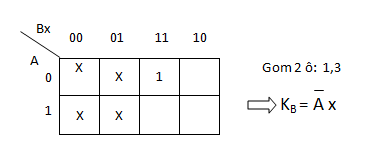 Bx
00 01 11 10
A
0 X X 1
1 X X
Gom 2 ô: 1,3
⇒ K_B = A̅ x